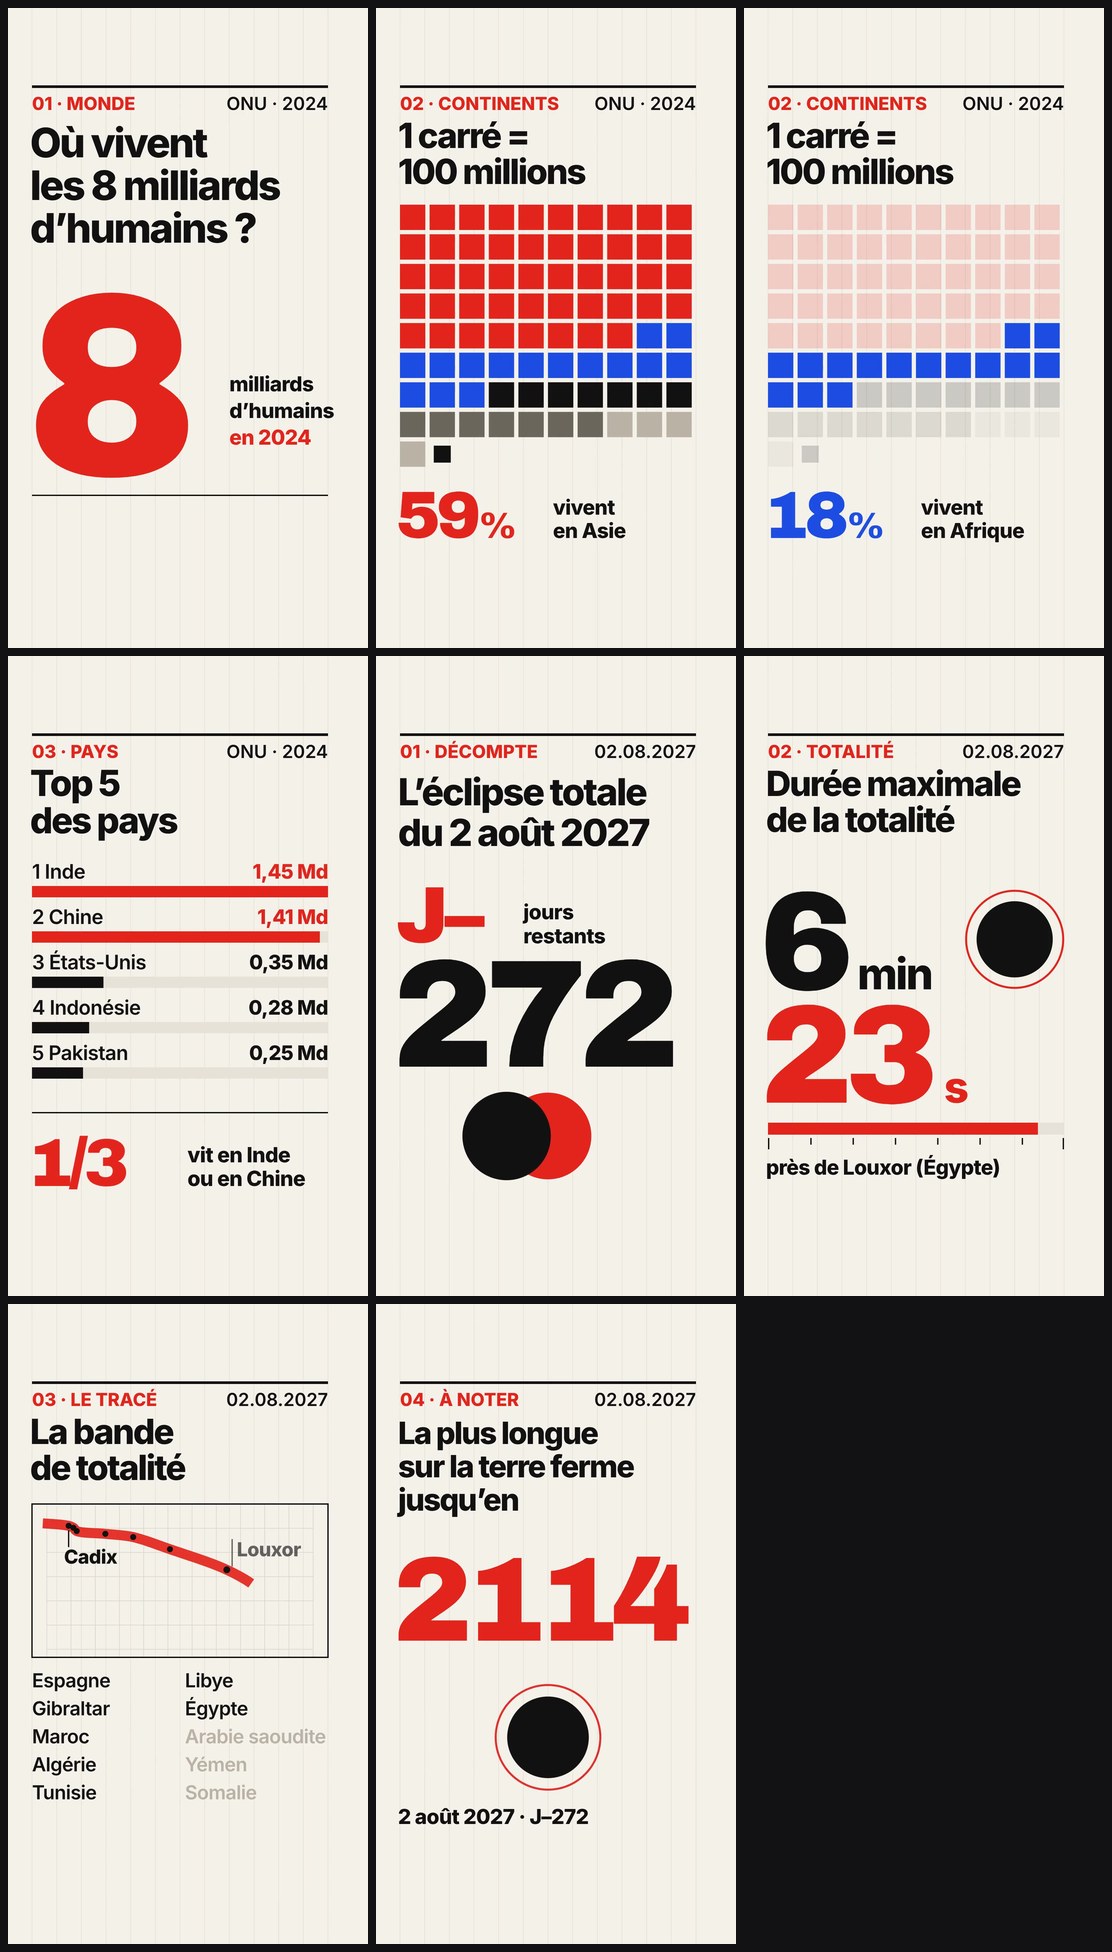 01 · MONDE
ONU · 2024
Où vivent
les 8 milliards
d’humains ?
8
milliards
d’humains
en 2024
02 · CONTINENTS
ONU · 2024
1 carré =
100 millions
59%
vivent
en Asie
02 · CONTINENTS
ONU · 2024
1 carré =
100 millions
18%
vivent
en Afrique
03 · PAYS
ONU · 2024
Top 5
des pays
1 Inde
1,45 Md
2 Chine
1,41 Md
3 États-Unis
0,35 Md
4 Indonésie
0,28 Md
5 Pakistan
0,25 Md
1/3
vit en Inde
ou en Chine
01 · DÉCOMPTE
02.08.2027
L’éclipse totale
du 2 août 2027
J–
jours
restants
272
02 · TOTALITÉ
02.08.2027
Durée maximale
de la totalité
6 min
23 s
près de Louxor (Égypte)
03 · LE TRACÉ
02.08.2027
La bande
de totalité
Cadix
Louxor
Espagne
Gibraltar
Maroc
Algérie
Tunisie
Libye
Égypte
Arabie saoudite
Yémen
Somalie
04 · À NOTER
02.08.2027
La plus longue
sur la terre ferme
jusqu’en
2114
2 août 2027 · J–272